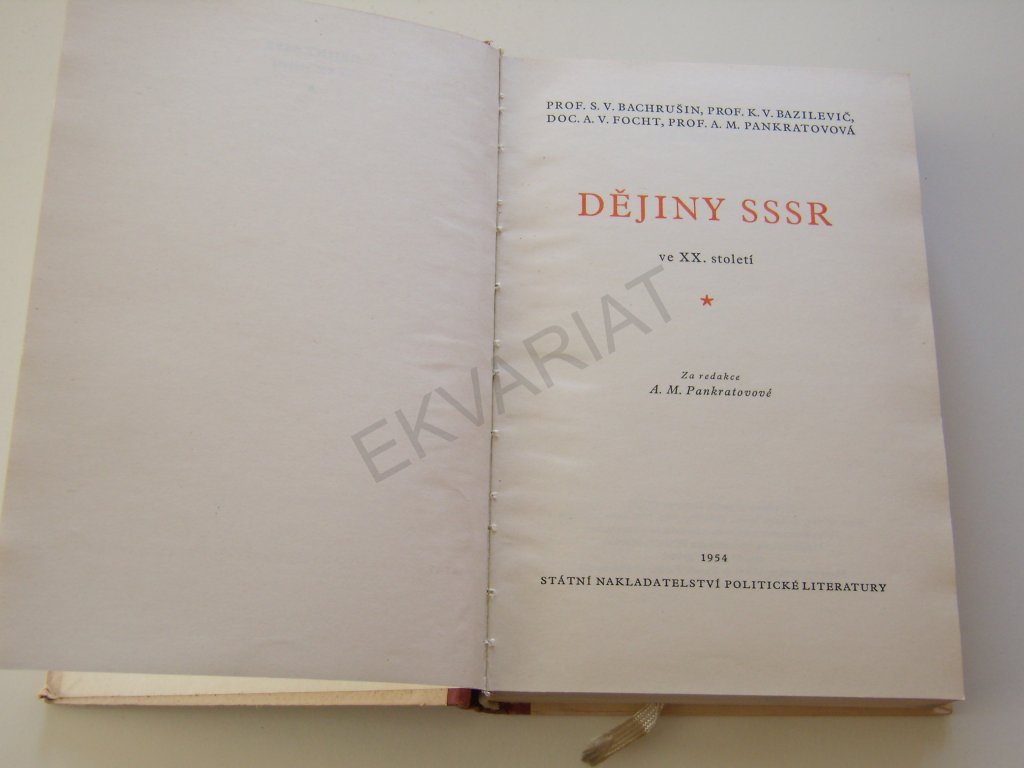 PROF. S. V. BACHRUŠIN, PROF. K. V. BAZILEVIČ,
DOC. A. V. FOCHT, PROF. A. M. PANKRATOVOVÁ
DĚJINY SSSR
ve XX. století
Za redakce
A. M. Pankratovové
EKVARIAT
1954
STÁTNÍ NAKLADATELSTVÍ POLITICKÉ LITERATURY